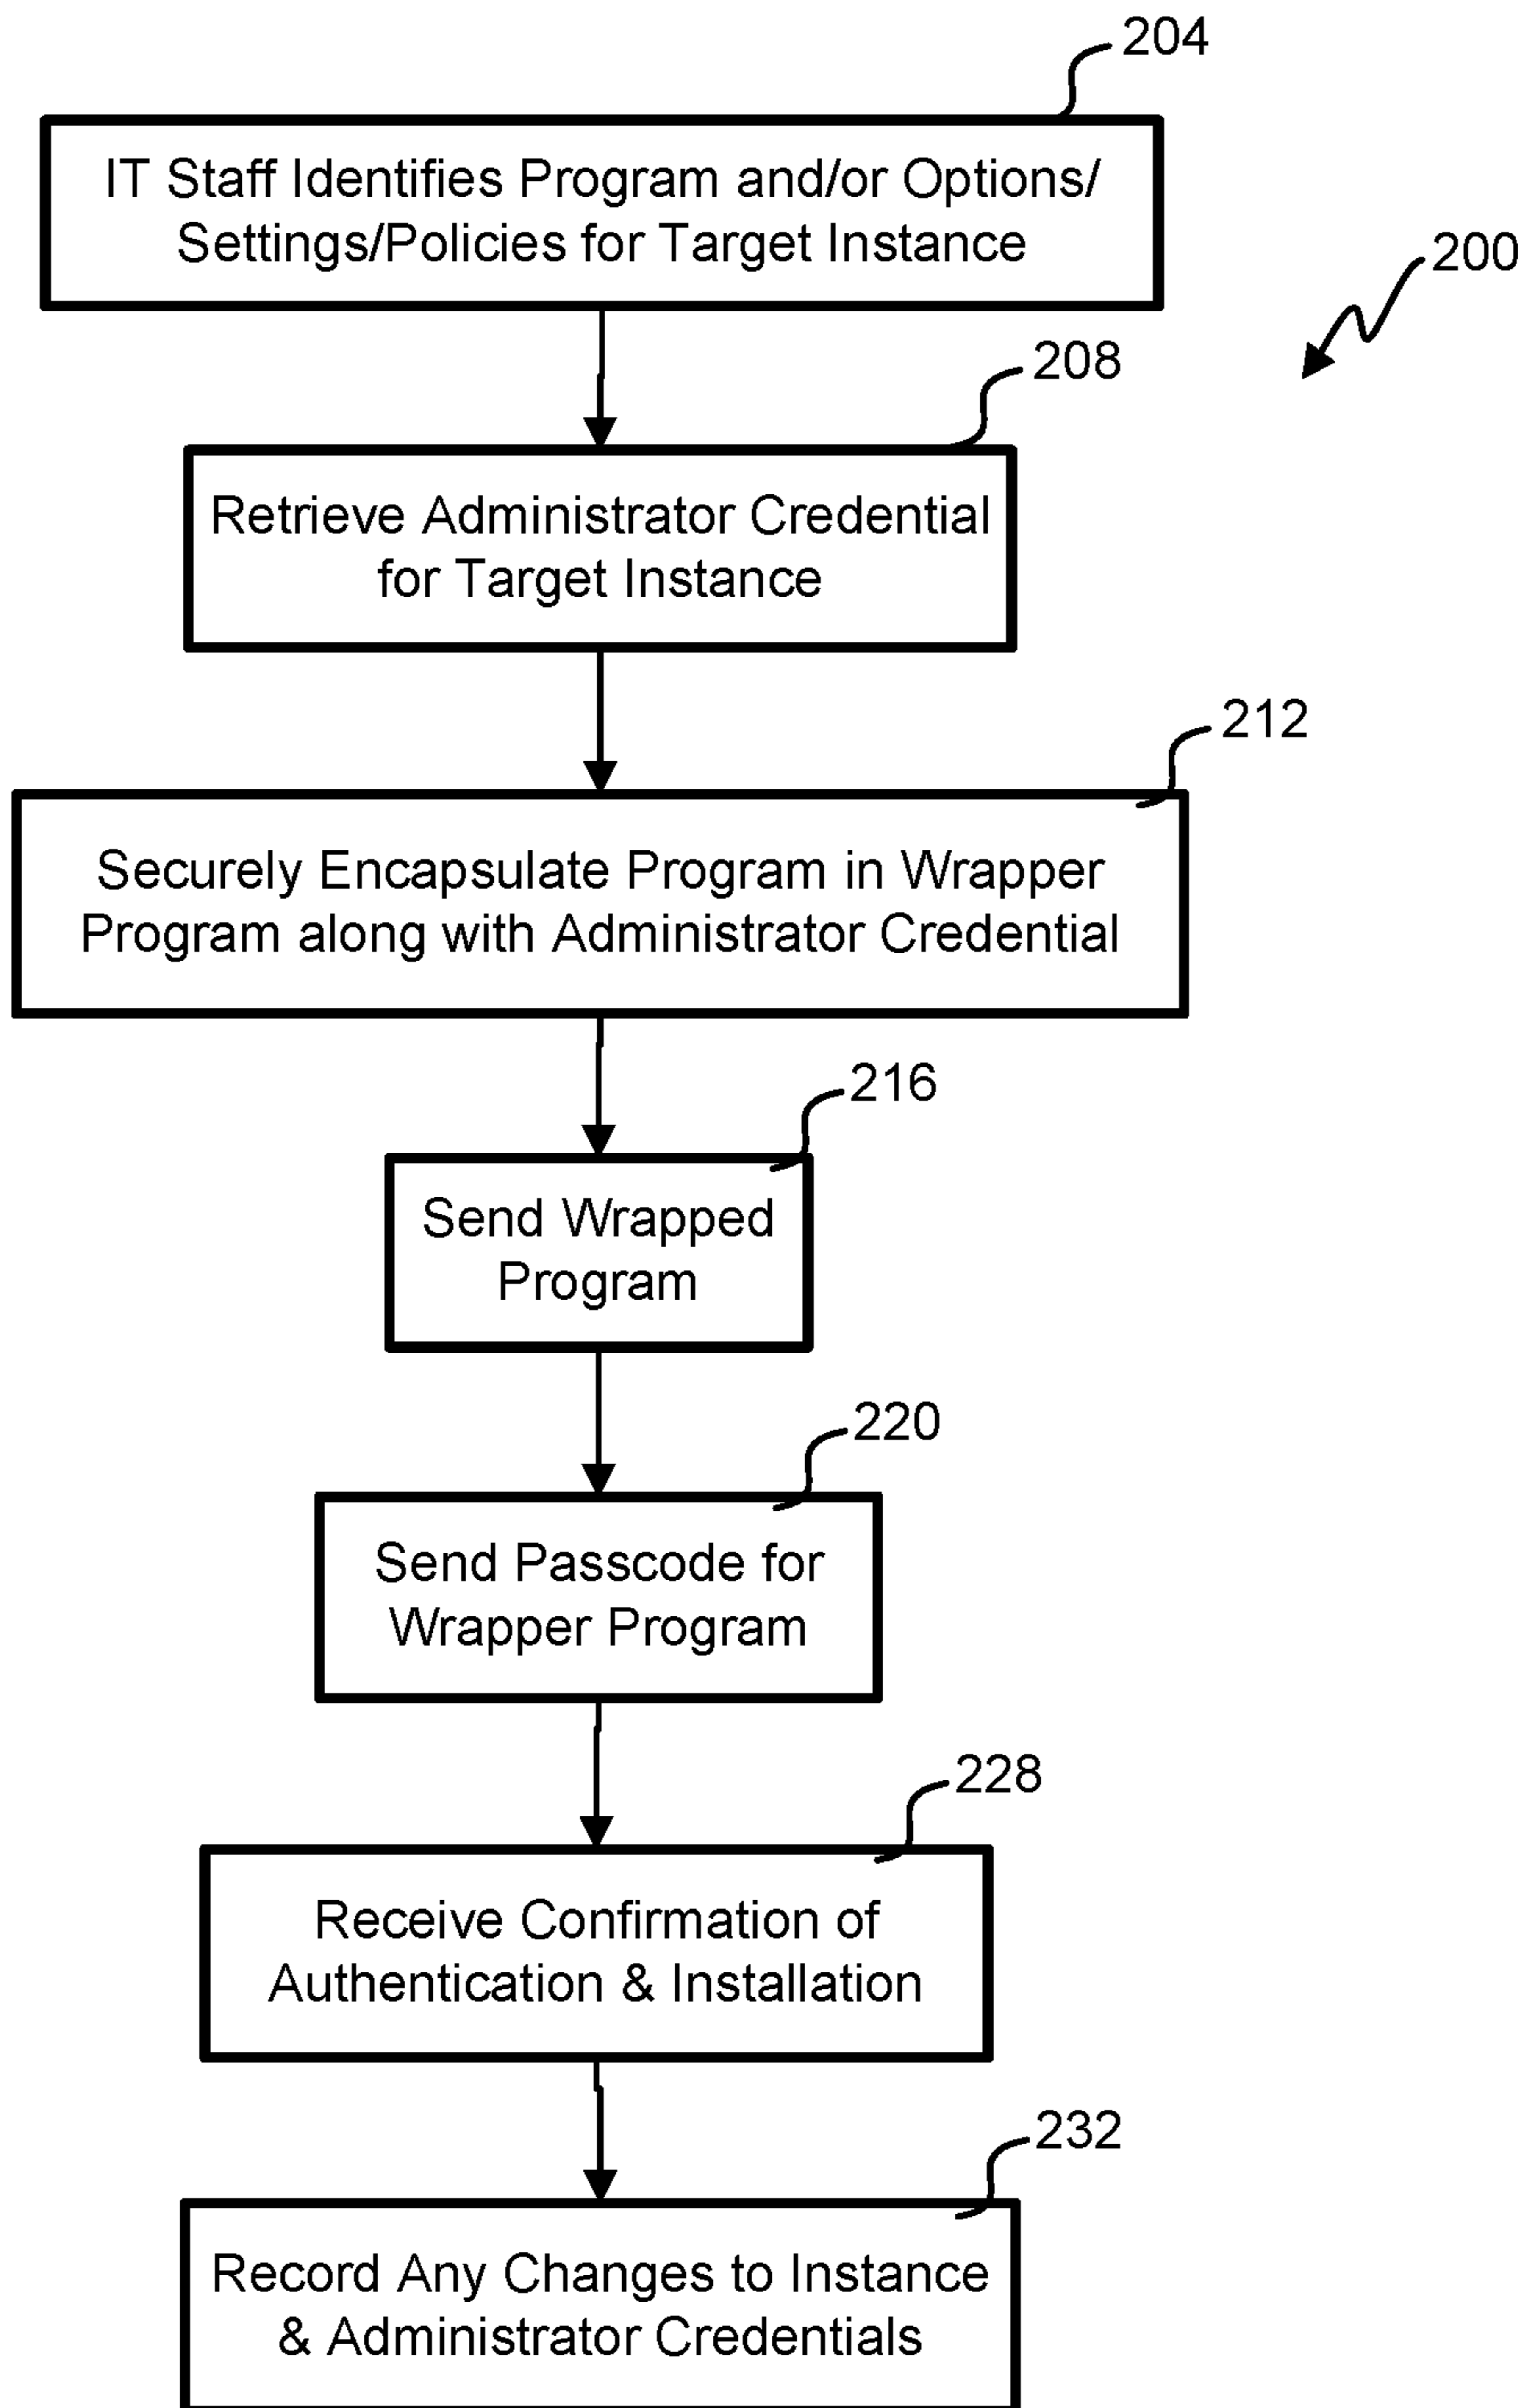 204
IT Staff Identifies Program and/or Options/
Settings/Policies for Target Instance
200
208
Retrieve Administrator Credential
for Target Instance
212
Securely Encapsulate Program in Wrapper
Program along with Administrator Credential
216
Send Wrapped
Program
220
Send Passcode for
Wrapper Program
228
Receive Confirmation of
Authentication & Installation
232
Record Any Changes to Instance
& Administrator Credentials